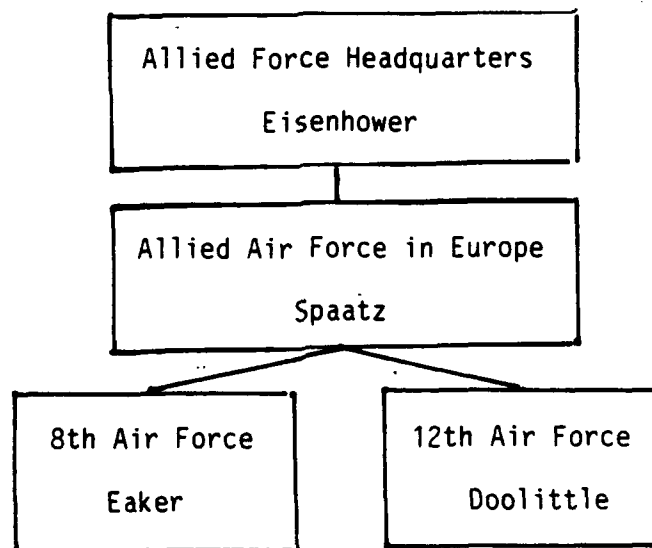 Allied Force Headquarters
Eisenhower
Allied Air Force in Europe
Spaatz
8th Air Force
Eaker
12th Air Force
Doolittle